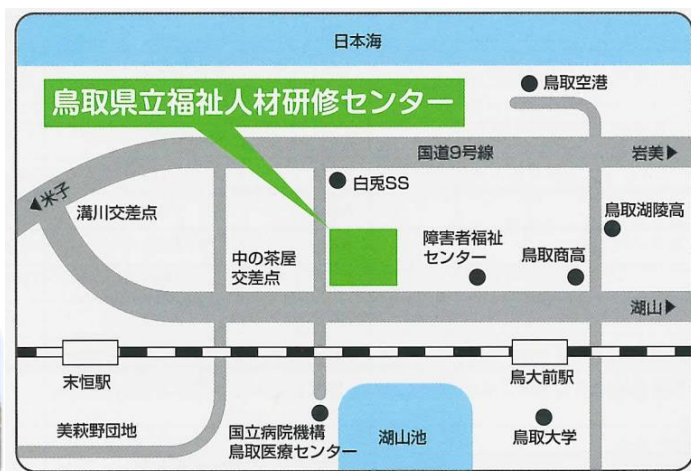 日本海
鳥取空港
鳥取県立福祉人材研修センター
国道9号線
岩美▶
◀米子
白兎SS
溝川交差点
鳥取湖陵高
障害者福祉
センター
鳥取商高
中の茶屋
交差点
湖山▶
末恒駅
鳥大前駅
美萩野団地
国立病院機構
鳥取医療センター
湖山池
鳥取大学